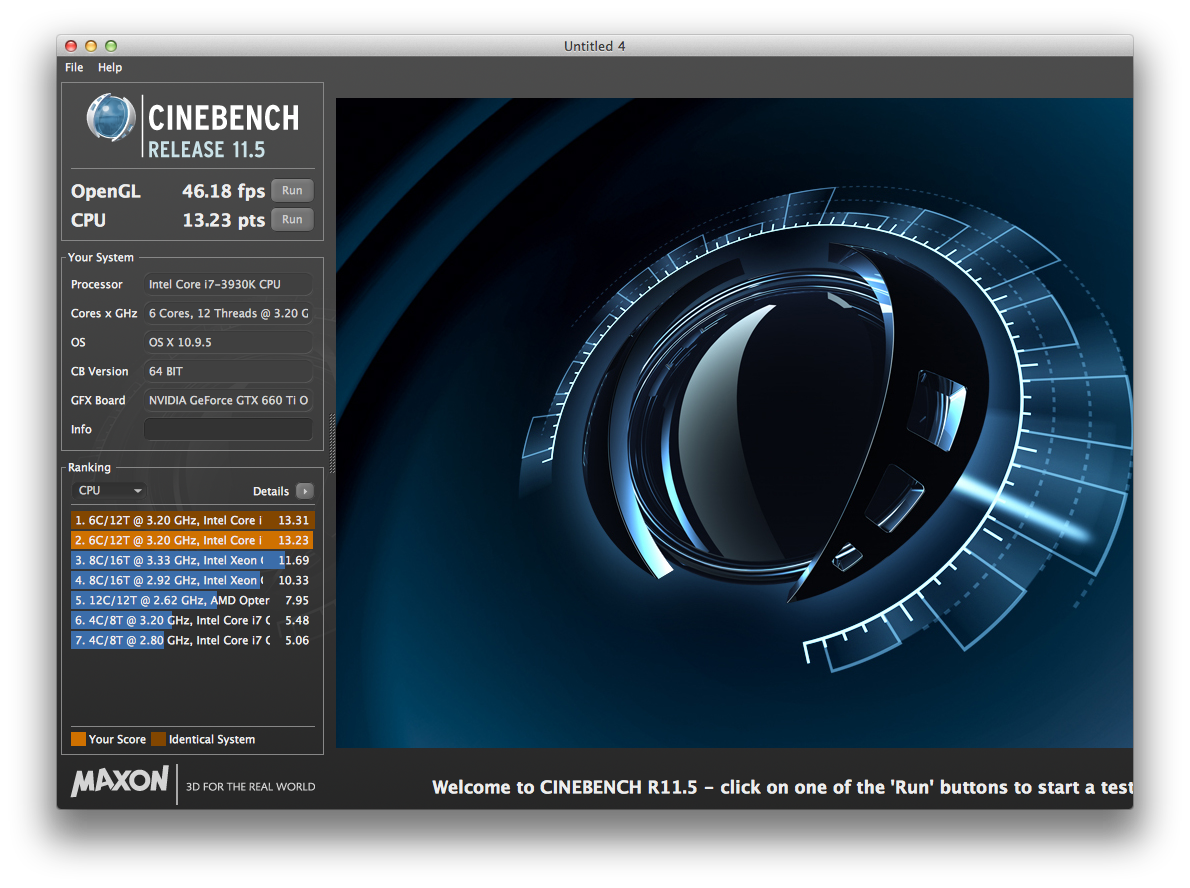 Untitled 4
File Help
CINEBENCH
RELEASE 11.5
OpenGL 46.18 fps Run
CPU 13.23 pts Run
Your System
Processor Intel Core i7-3930K CPU
Cores x GHz 6 Cores, 12 Threads @ 3.20 G
OS OS X 10.9.5
CB Version 64 BIT
GFX Board NVIDIA GeForce GTX 660 Ti O
Info
Ranking
CPU Details
1. 6C/12T @ 3.20 GHz, Intel Core i 13.31
2. 6C/12T @ 3.20 GHz, Intel Core i 13.23
3. 8C/16T @ 3.33 GHz, Intel Xeon 11.69
4. 8C/16T @ 2.92 GHz, Intel Xeon 10.33
5. 12C/12T @ 2.62 GHz, AMD Opter 7.95
6. 4C/8T @ 3.20 GHz, Intel Core i7 5.48
7. 4C/8T @ 2.80 GHz, Intel Core i7 5.06
Your Score Identical System
MAXON 3D FOR THE REAL WORLD
Welcome to CINEBENCH R11.5 – click on one of the 'Run' buttons to start a test